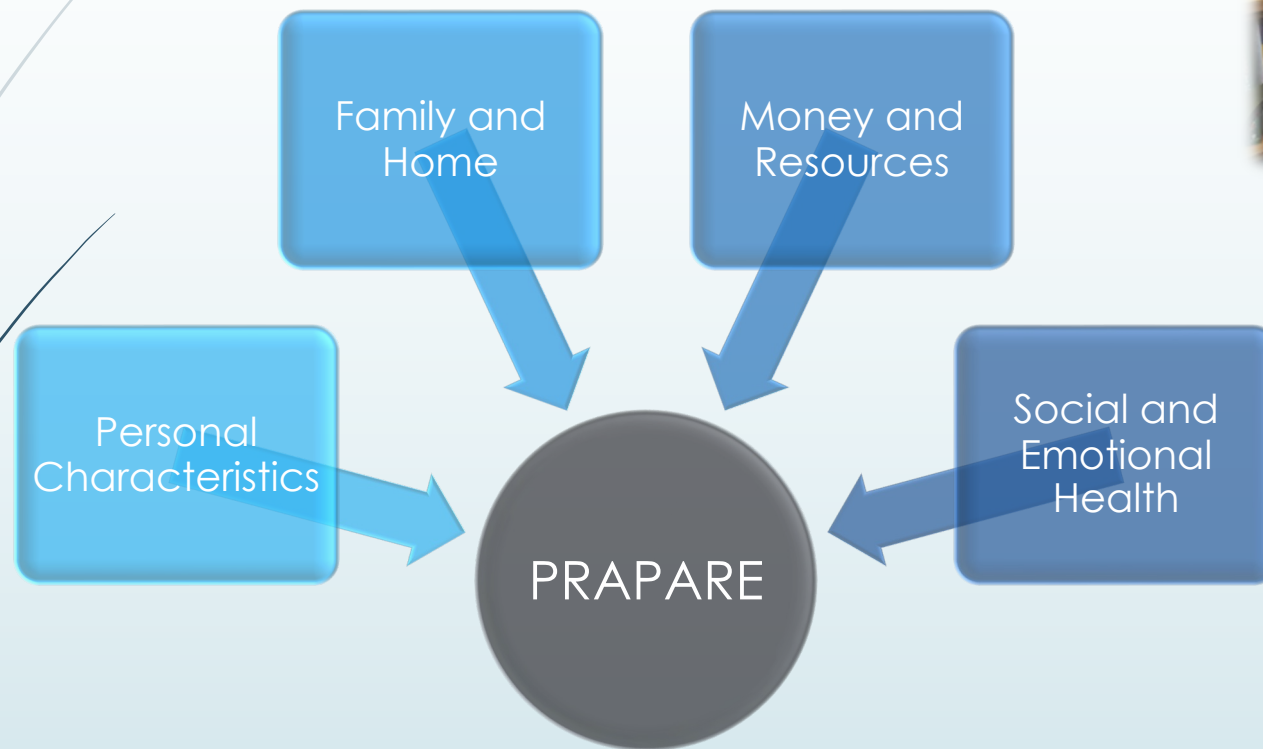 Family and
Home
Money and
Resources
Personal
Characteristics
Social and
Emotional
Health
PRAPARE